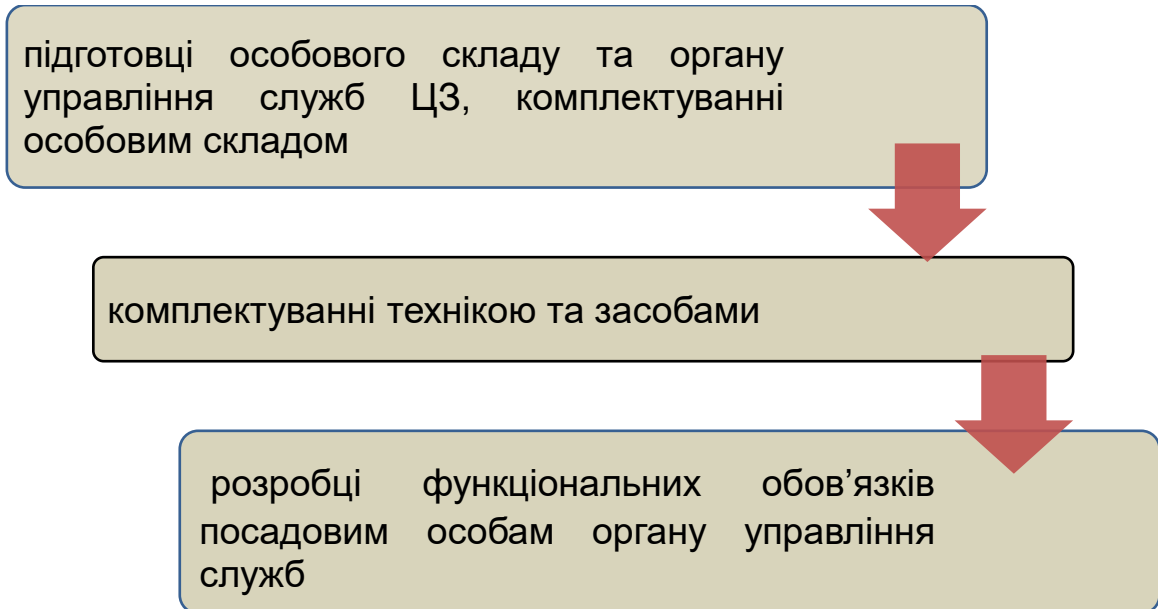 підготовці особового складу та органу
управління служб ЦЗ, комплектуванні
особовим складом
комплектуванні технікою та засобами
розробці функціональних обов’язків
посадовим особам органу управління
служб